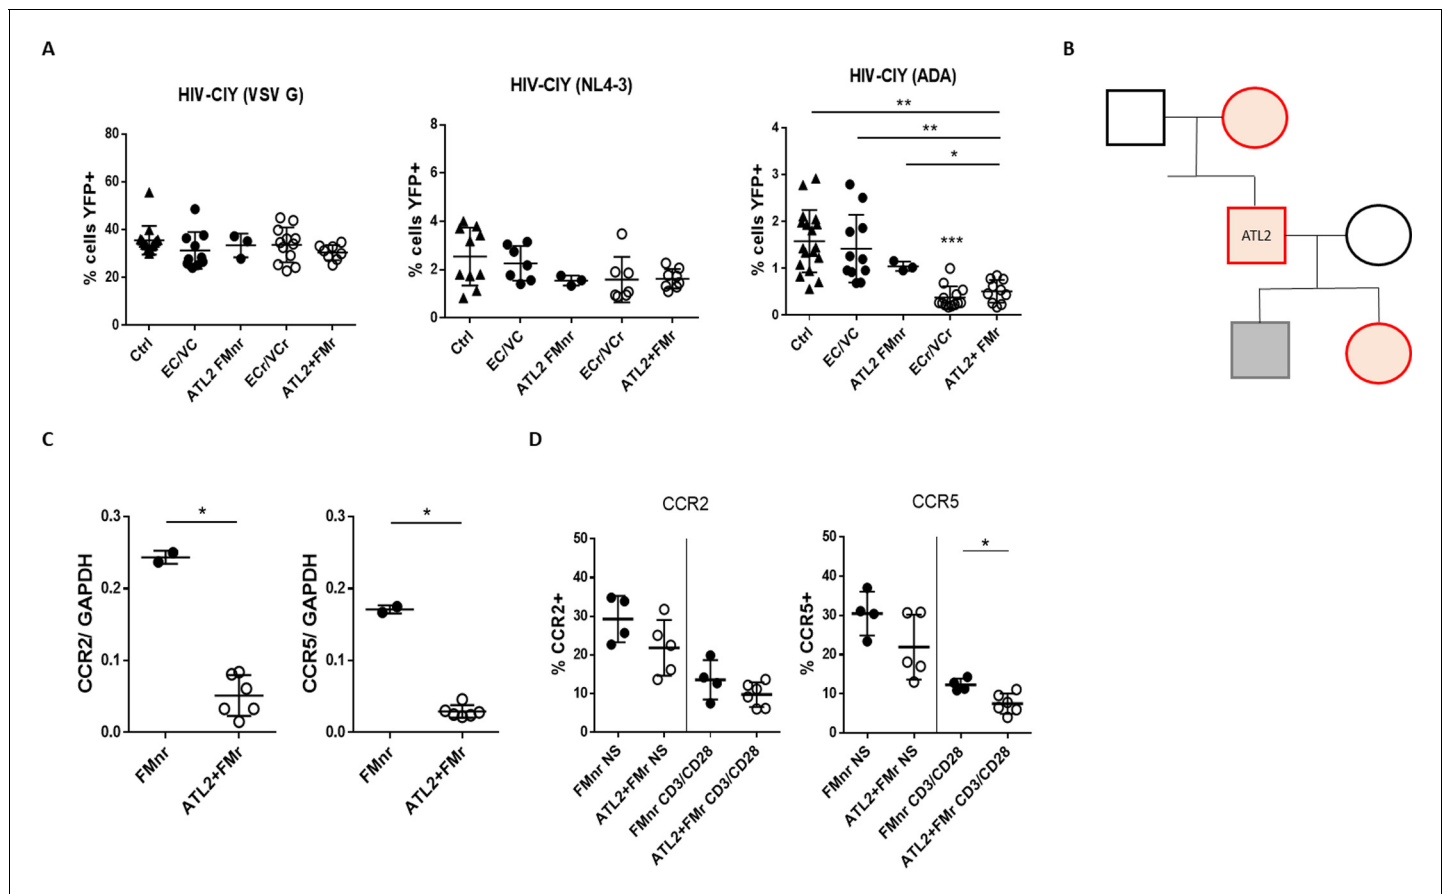 A
B
HIV-CIY (VSV G)
HIV-CIY (NL4-3)
HIV-CIY (ADA)
% cells YFP+
80
60
40
20
0
Ctrl
EC/VC
ATL2 FMnr
ECr/VCr
ATL2+FMr
% cells YFP+
8
6
4
2
0
Ctrl
EC/VC
ATL2 FMnr
ECr/VCr
ATL2+FMr
**
**
*
***
% cells YFP+
4
3
2
1
0
Ctrl
EC/VC
ATL2 FMnr
ECr/VCr
ATL2+ FMr
ATL2
C
D
CCR2/ GAPDH
0.3
0.2
0.1
0.0
*
FMnr
ATL2+FMr
CCR5/ GAPDH
0.3
0.2
0.1
0.0
*
FMnr
ATL2+FMr
CCR2
% CCR2+
50
40
30
20
10
0
FMnr NS
ATL2+FMr NS
FMnr CD3/CD28
ATL2+FMr CD3/CD28
CCR5
% CCR5+
50
40
30
20
10
0
*
FMnr NS
ATL2+FMr NS
FMnr CD3/CD28
ATL2+FMr CD3/CD28